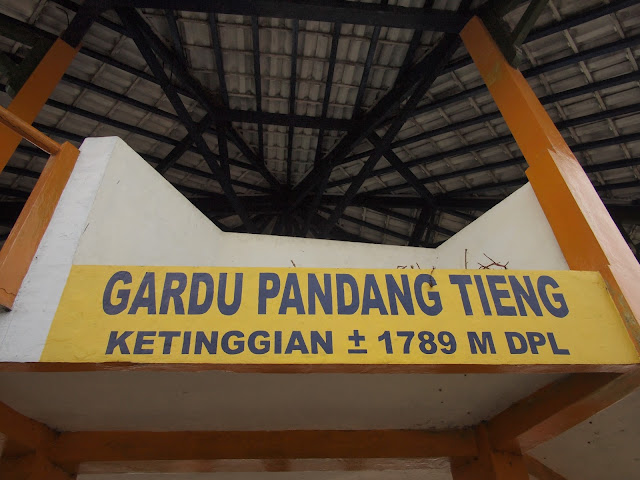 GARDU PANDANG TIENG
KETINGGIAN ± 1789 M DPL